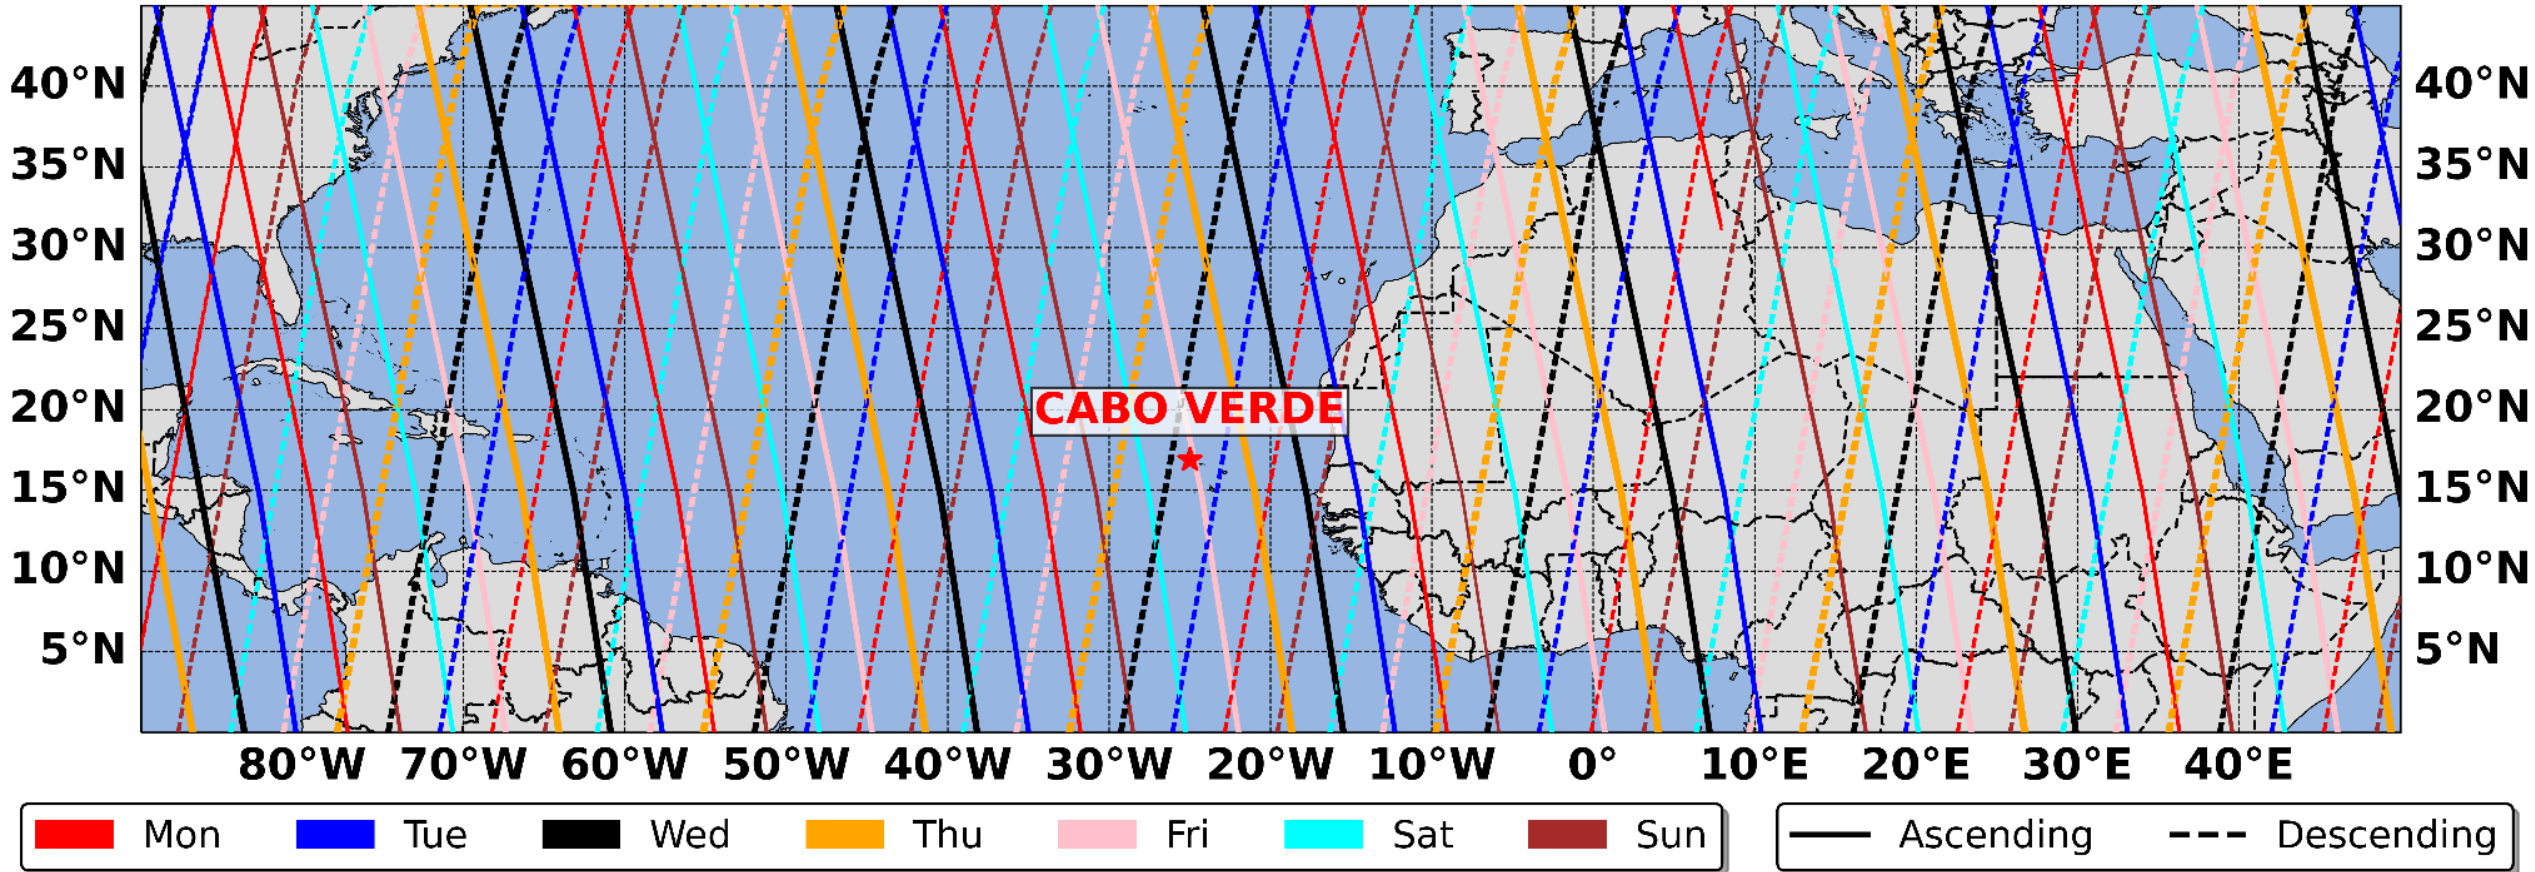 40°N 40°N
35°N 35°N
30°N 30°N
25°N 25°N
CABO VERDE
20°N 20°N
15°N 15°N
10°N 10°N
5°N 5°N
80°W 70°W 60°W 50°W 40°W 30°W 20°W 10°W 0° 10°E 20°E 30°E 40°E
Mon Tue Wed Thu Fri Sat Sun Ascending Descending